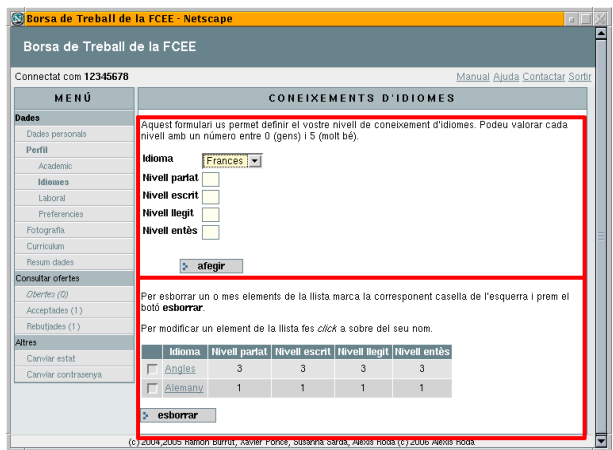 Borsa de Treball de la FCEE - Netscape
Borsa de Treball de la FCEE
Connectat com 12345678
Manual Ajuda Contactar Sortir
MENÚ
Dades
Dades personals
Perfil
Academic
Idiomes
Laboral
Preferencies
Fotografia
Curriculum
Resum dades
Consultar ofertes
Obertes (0)
Acceptades (1)
Rebutjades (1)
Altres
Canviar estat
Canviar contrasenya
CONEIXEMENTS D'IDIOMES
Aquest formulari us permet definir el vostre nivell de coneixement d'idiomes. Podeu valorar cada
nivell amb un número entre 0 (gens) i 5 (molt bé).
Idioma Frances
Nivell parlat
Nivell escrit
Nivell llegit
Nivell entès
afegir
Per esborrar un o mes elements de la llista marca la corresponent casella de l'esquerra i prem el
botó esborrar.
Per modificar un element de la llista fes click a sobre del seu nom.
Idioma Nivell parlat Nivell escrit Nivell llegit Nivell entès
Angles 3 3 3 3
Alemany 1 1 1 1
esborrar
(c) 2004,2005 Ramon Burrut, Xavier Ponce, Susanna Sarda, Alexis Roda (c) 2006 Alexis Roda